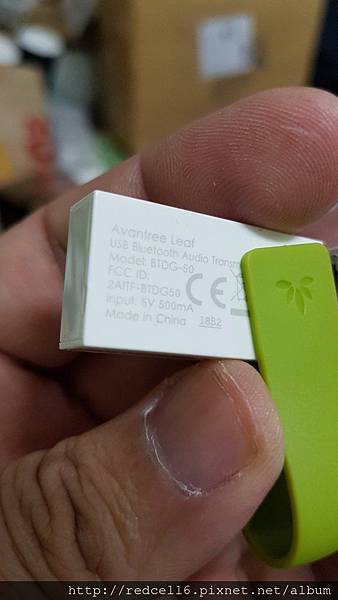 Avantree Leaf
USB Bluetooth Audio Transm
Model: BTDG-50
FCC ID:
2AITF-BTDG50
Input: 5V 500mA
Made in China 18B2
CE
http://redcell6.pixnet.net/album